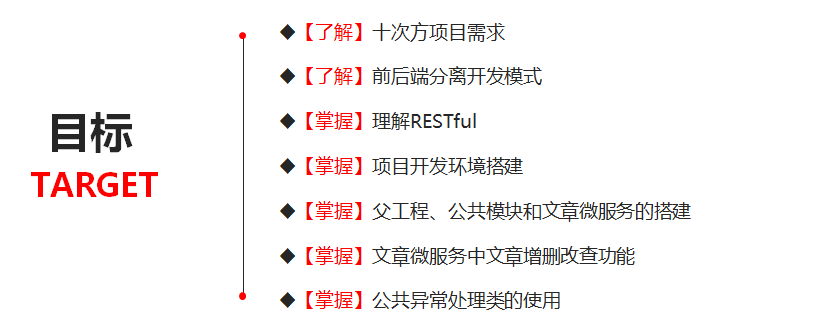 目标
TARGET
◆【了解】十次方项目需求
◆【了解】前后端分离开发模式
◆【掌握】理解RESTful
◆【掌握】项目开发环境搭建
◆【掌握】父工程、公共模块和文章微服务的搭建
◆【掌握】文章微服务中文章增删改查功能
◆【掌握】公共异常处理类的使用